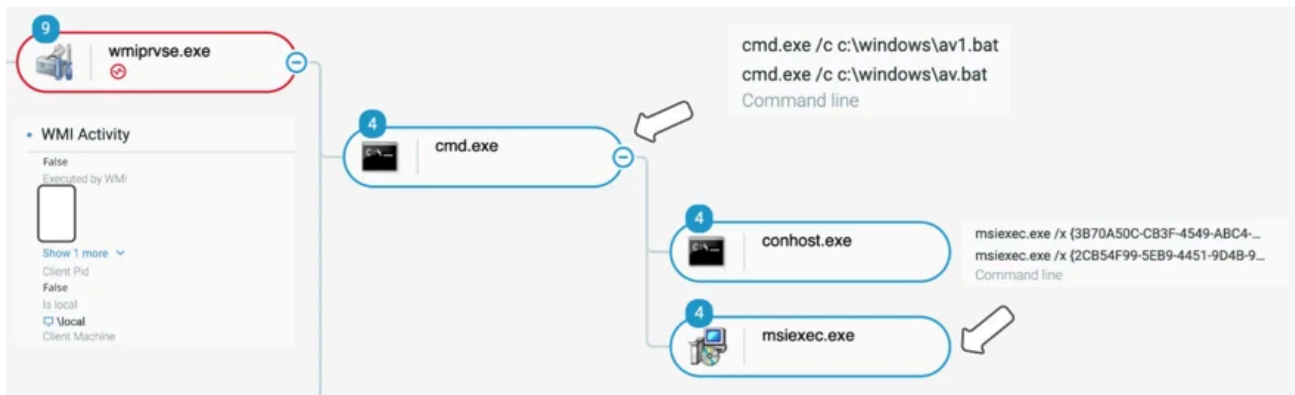 9
wmiprvse.exe
cmd.exe /c c:\windows\av1.bat
cmd.exe /c c:\windows\av.bat
Command line
WMI Activity
False
Executed by WMI
Show 1 more
Client Pid
False
Is local
\local
Client Machine
4
cmd.exe
4
conhost.exe
msiexec.exe /x {3B70A50C-CB3F-4549-ABC4-...
msiexec.exe /x {2CB54F99-5EB9-4451-9D4B-9...
Command line
4
msiexec.exe